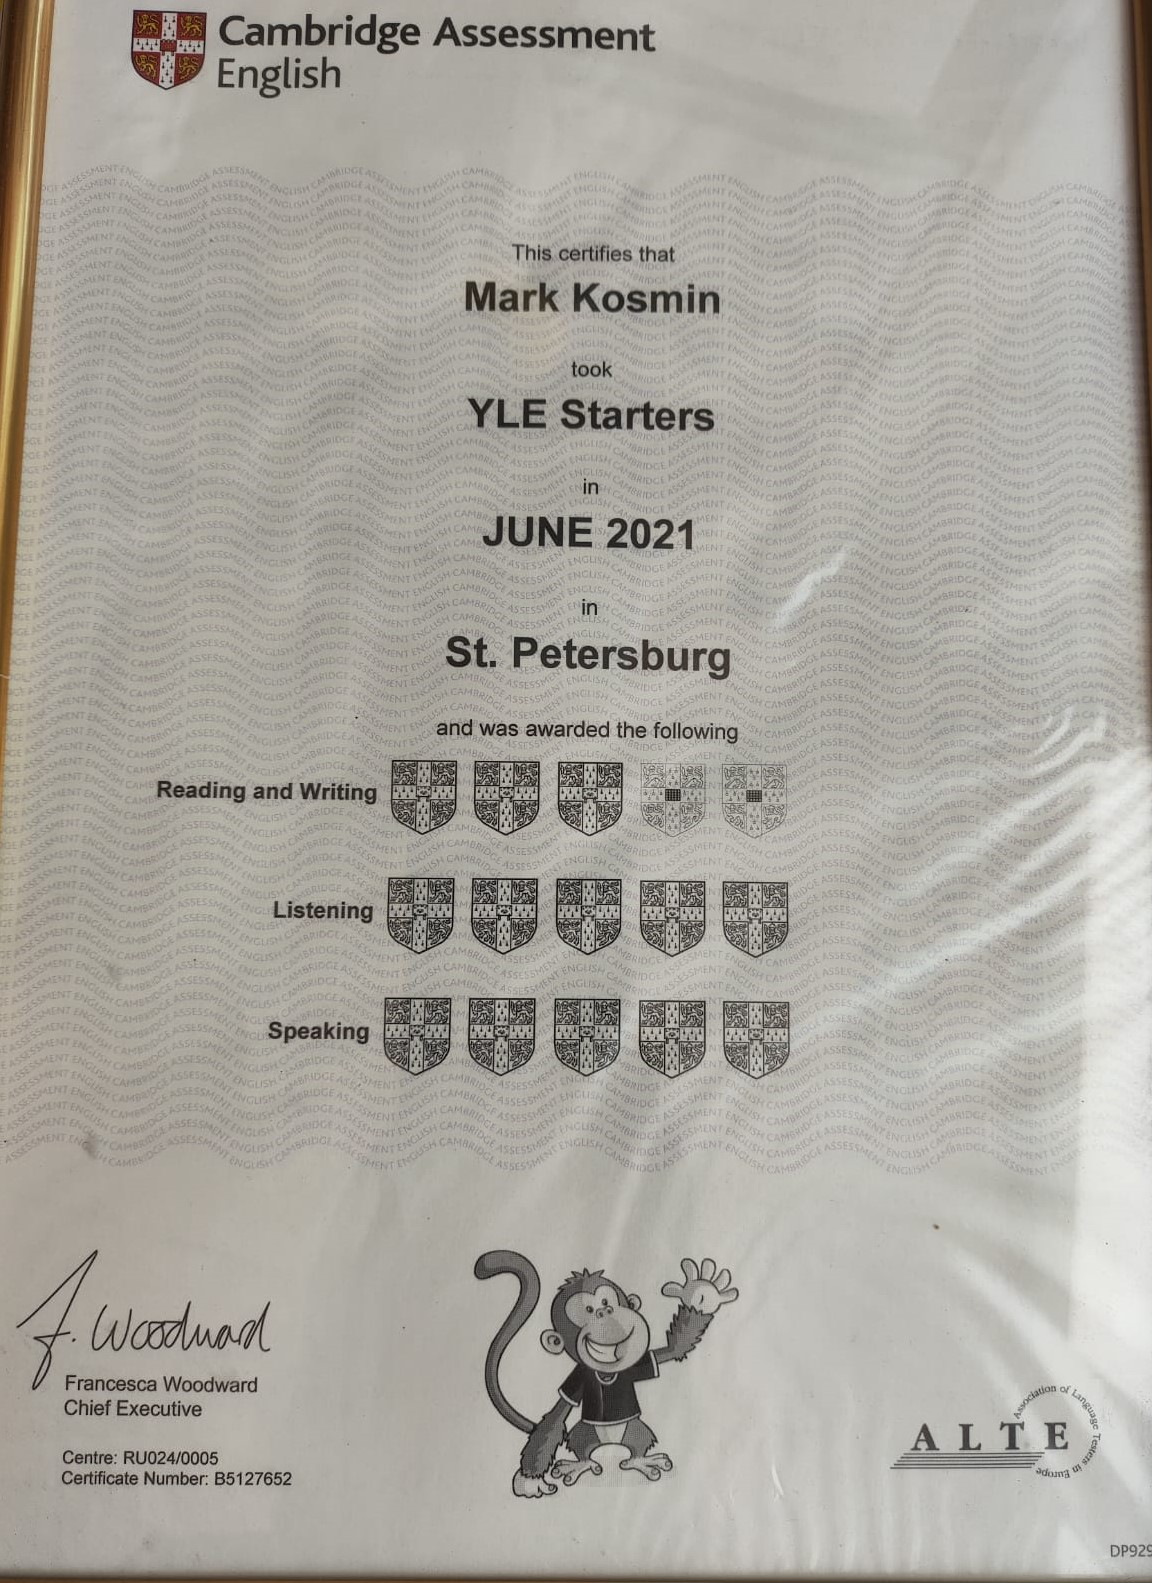 Cambridge Assessment
English
This certifies that
Mark Kosmin
took
YLE Starters
in
JUNE 2021
in
St. Petersburg
and was awarded the following
Reading and Writing
Listening
Speaking
F. Woodward
Francesca Woodward
Chief Executive
Centre: RU024/0005
Certificate Number: B5127652
ALTE
Association of Language Testers in Europe
DP929